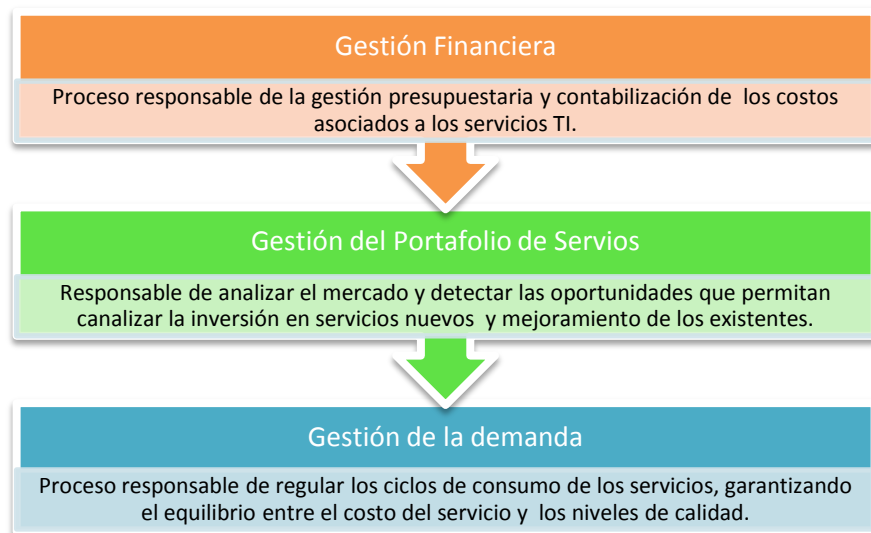 Gestión Financiera
Proceso responsable de la gestión presupuestaria y contabilización de los costos
asociados a los servicios TI.
Gestión del Portafolio de Servios
Responsable de analizar el mercado y detectar las oportunidades que permitan
canalizar la inversión en servicios nuevos y mejoramiento de los existentes.
Gestión de la demanda
Proceso responsable de regular los ciclos de consumo de los servicios, garantizando
el equilibrio entre el costo del servicio y los niveles de calidad.